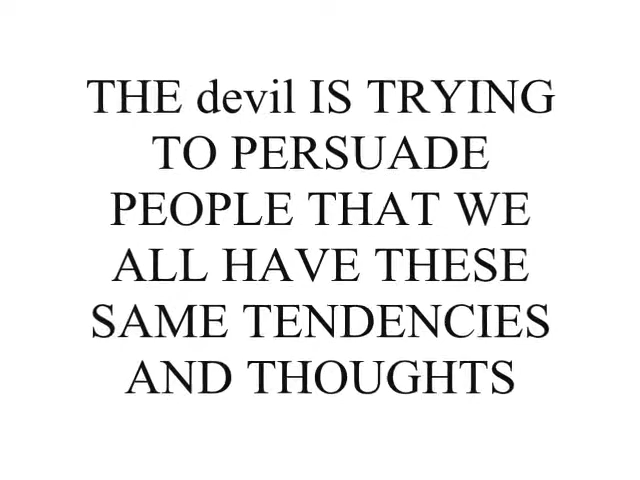 THE devil IS TRYING
TO PERSUADE
PEOPLE THAT WE
ALL HAVE THESE
SAME TENDENCIES
AND THOUGHTS